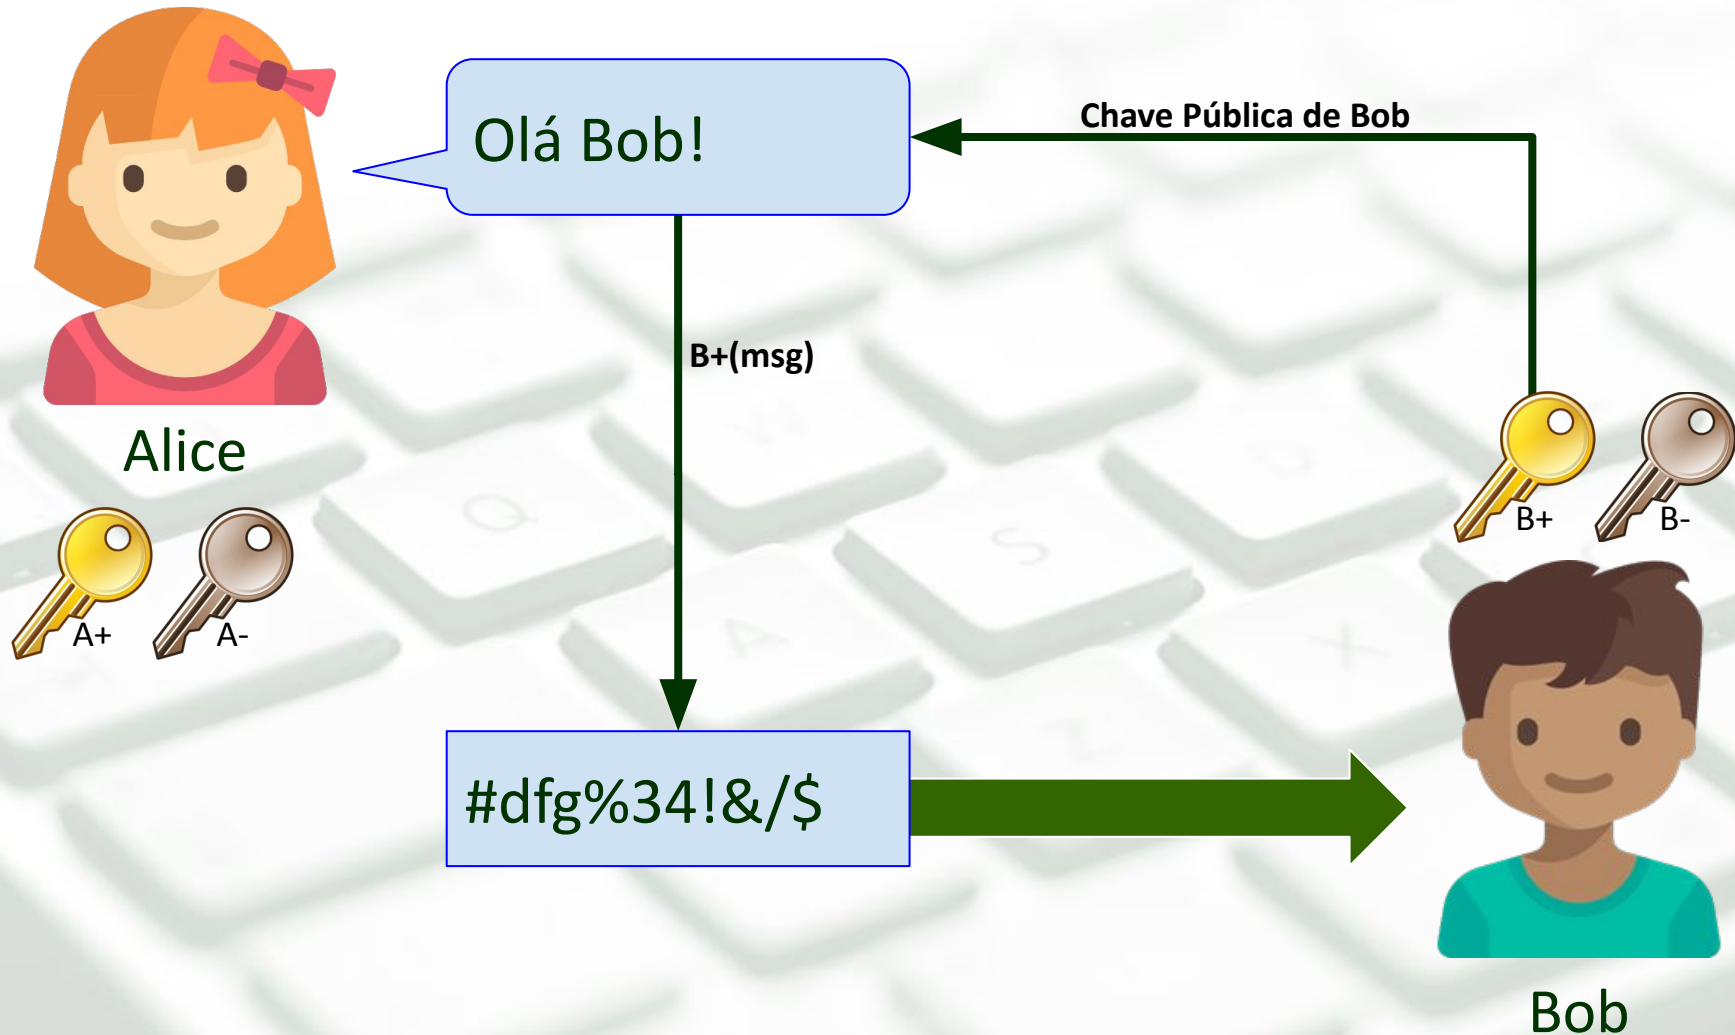 Olá Bob!
Chave Pública de Bob
B+(msg)
Alice
A+
A-
B+
B-
#dfg%34!&/$
Bob
Q
W
S
D
A
Z
X